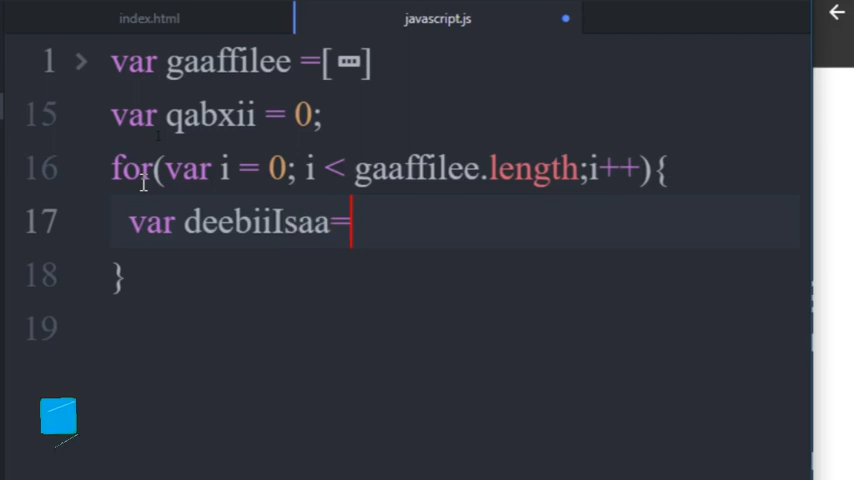 index.html javascript.js
1 var gaaffilee =[ ]
15 var qabxii = 0;
16 for(var i = 0; i < gaaffilee.length;i++){
17 var deebiiIsaa=
18 }
19